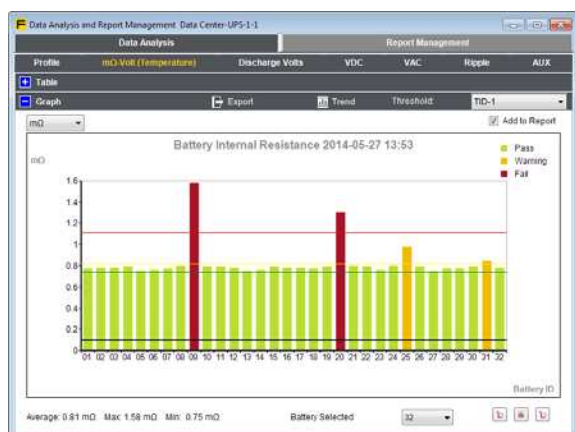 Data Analysis and Report Management Data Center-UPS-1-1
Data Analysis Report Management
Profile mΩ-Volt (Temperature) Discharge Volts VDC VAC Ripple AUX
Table
Graph Export Trend Threshold: TID-1
mΩ Add to Report
Battery Internal Resistance 2014-05-27 13:53
Pass
Warning
Fail
mΩ
1.6
1.4
1.2
1
0.8
0.6
0.4
0.2
0
01 02 03 04 05 06 07 08 09 10 11 12 13 14 15 16 17 18 19 20 21 22 23 24 25 26 27 28 29 30 31 32
Battery ID
Average: 0.81 mΩ Max: 1.58 mΩ Min: 0.75 mΩ Battery Selected 32